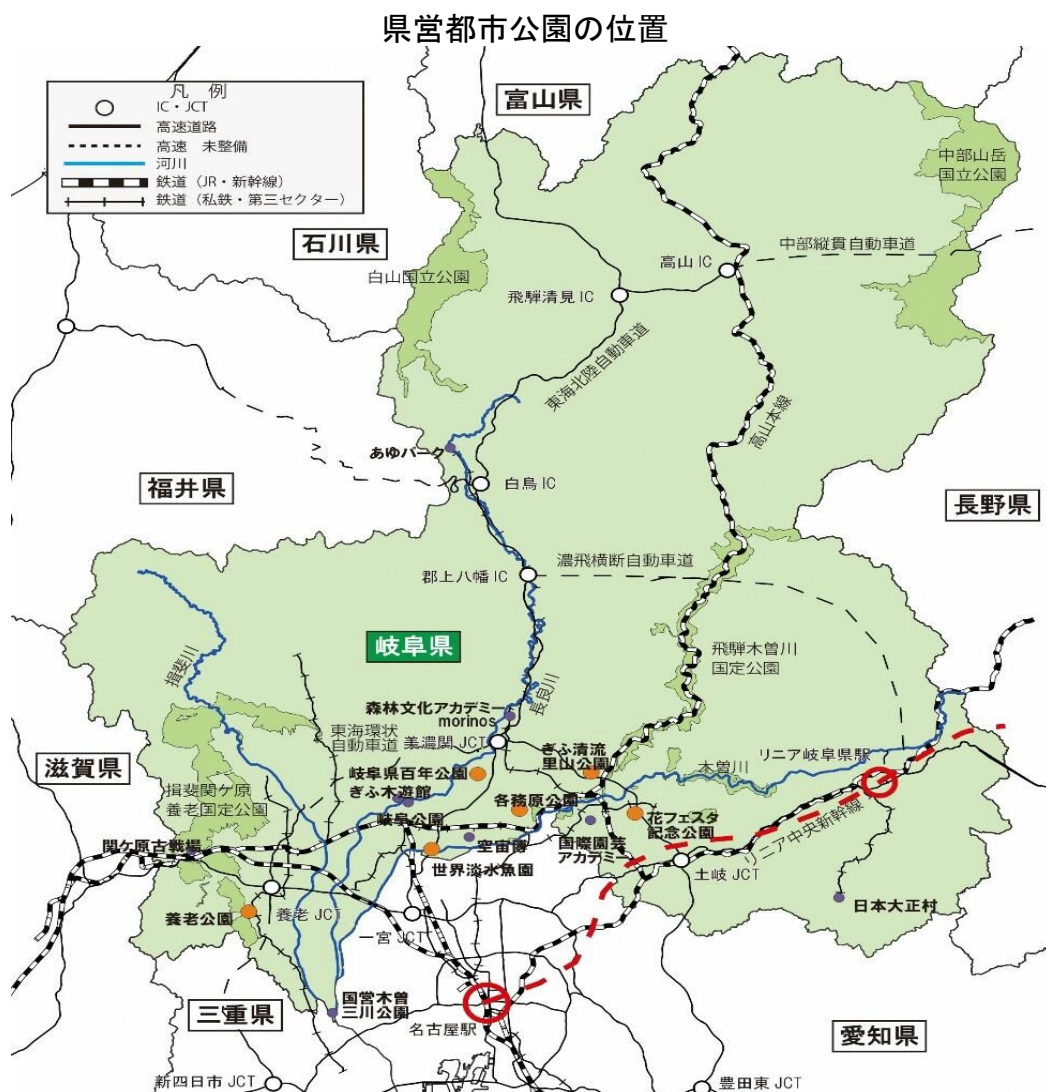 県営都市公園の位置
凡 例
IC・JCT
高速道路
高速 未整備
河川
鉄道（JR・新幹線）
鉄道（私鉄・第三セクター）
富山県
中部山岳
国立公園
石川県
白山国立公園
高山 IC
中部縦貫自動車道
飛騨清見 IC
東海北陸自動車道
高山本線
あゆパーク
白鳥 IC
福井県
長野県
郡上八幡 IC
濃飛横断自動車道
岐阜県
揖斐川
飛騨木曽川
国定公園
長良川
森林文化アカデミー
morinos
東海環状
自動車道
美濃関 JCT
滋賀県
岐阜県百年公園
ぎふ清流
里山公園
木曽川
リニア岐阜県駅
揖斐関ケ原
養老国定公園
ぎふ木遊館
各務原公園
岐阜公園
花フェスタ
記念公園
リニア中央新幹線
関ケ原古戦場
空宙博
国際園芸
アカデミー
世界淡水魚園
土岐 JCT
養老公園
養老 JCT
一宮 JCT
日本大正村
国営木曽
三川公園
三重県
名古屋駅
愛知県
新四日市 JCT
豊田東 JCT